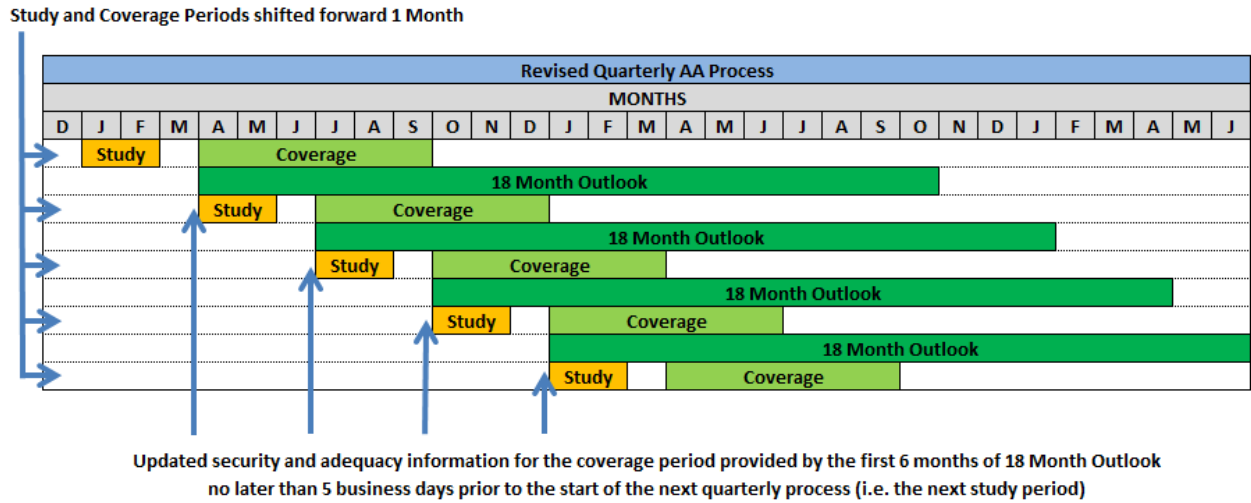 Study and Coverage Periods shifted forward 1 Month
Revised Quarterly AA Process
MONTHS
D J F M A M J J A S O N D J F M A M J J A S O N D J F M A M J
Study Coverage
18 Month Outlook
Study Coverage
18 Month Outlook
Study Coverage
18 Month Outlook
Study Coverage
18 Month Outlook
Study Coverage
Updated security and adequacy information for the coverage period provided by the first 6 months of 18 Month Outlook
no later than 5 business days prior to the start of the next quarterly process (i.e. the next study period)